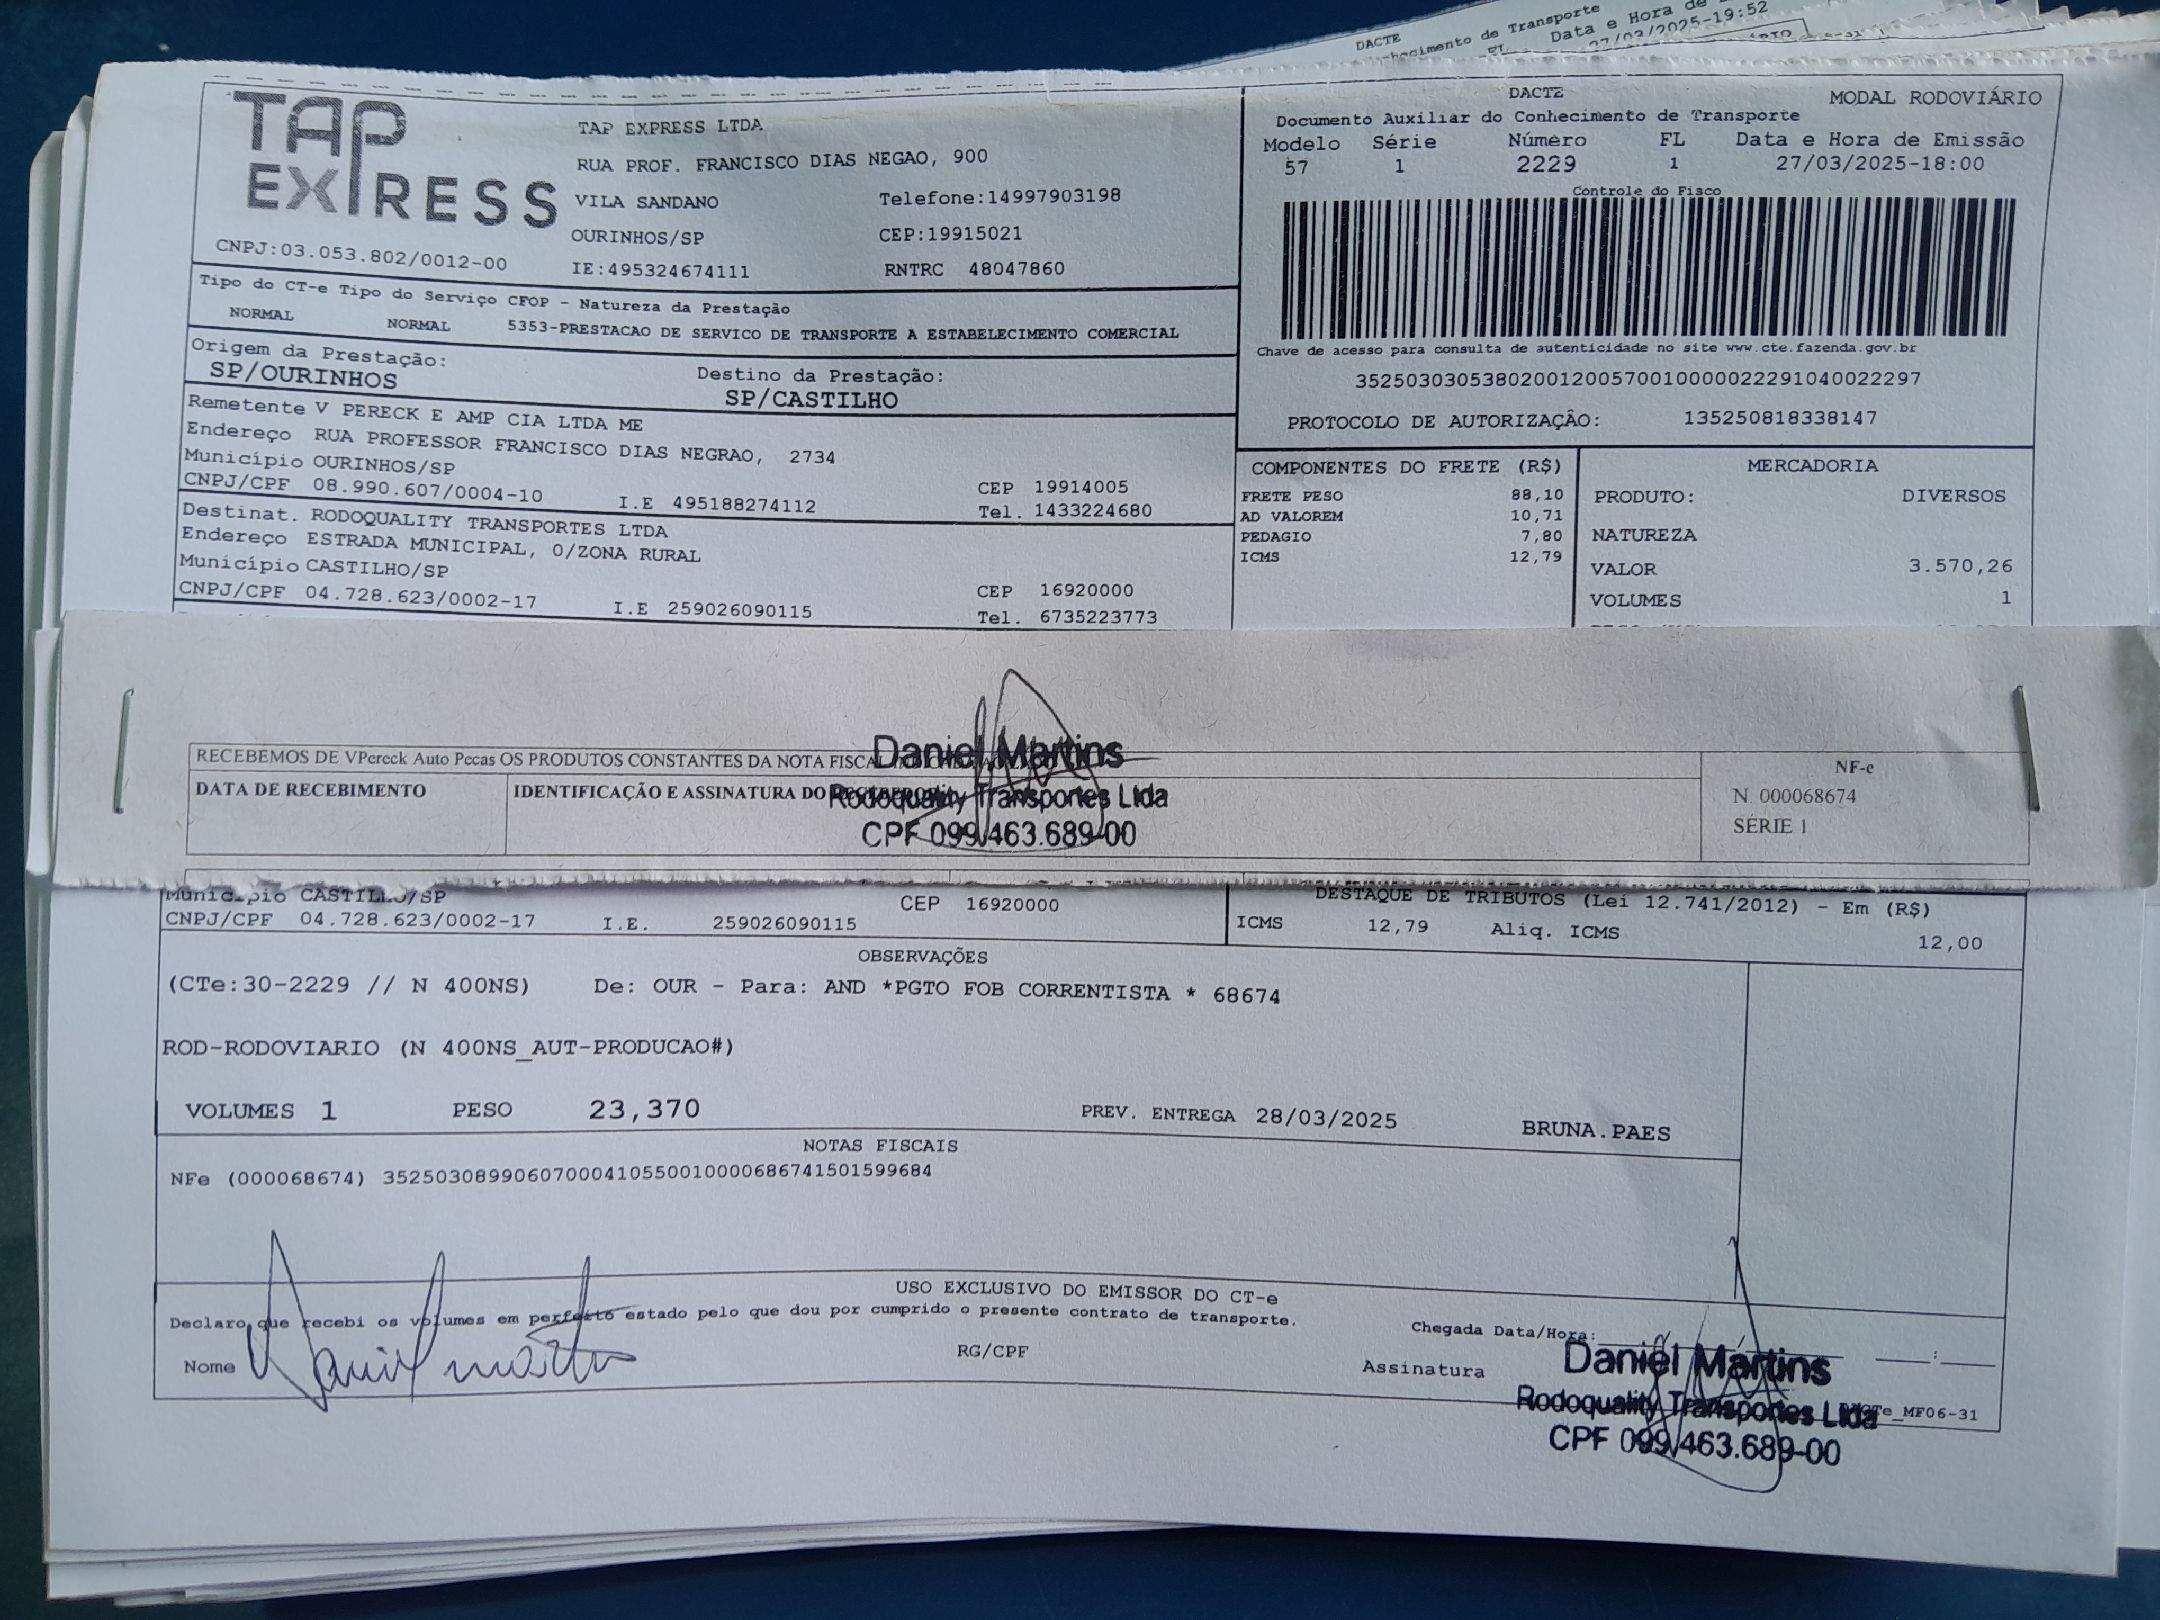 DACTE
Conhecimento de Transporte
Data e Hora de
27/03/2025-19:52
TAP EXPRESS
TAP EXPRESS LTDA
RUA PROF. FRANCISCO DIAS NEGAO, 900
VILA SANDANO Telefone:14997903198
OURINHOS/SP CEP:19915021
CNPJ:03.053.802/0012-00 IE:495324674111 RNTRC 48047860
DACTE MODAL RODOVIÁRIO
Documento Auxiliar do Conhecimento de Transporte
Modelo Série Número FL Data e Hora de Emissão
57 1 2229 1 27/03/2025-18:00
Controle do Fisco
Chave de acesso para consulta de autenticidade no site www.cte.fazenda.gov.br
35250303053802001200570010000022291040022297
PROTOCOLO DE AUTORIZAÇÃO: 135250818338147
Tipo do CT-e Tipo do Serviço CFOP - Natureza da Prestação
NORMAL NORMAL 5353-PRESTACAO DE SERVICO DE TRANSPORTE A ESTABELECIMENTO COMERCIAL
Origem da Prestação: Destino da Prestação:
SP/OURINHOS SP/CASTILHO
Remetente V PERECK E AMP CIA LTDA ME
Endereço RUA PROFESSOR FRANCISCO DIAS NEGRAO, 2734
Município OURINHOS/SP CEP 19914005
CNPJ/CPF 08.990.607/0004-10 I.E 495188274112 Tel. 1433224680
Destinat. RODOQUALITY TRANSPORTES LTDA
Endereço ESTRADA MUNICIPAL, 0/ZONA RURAL
Município CASTILHO/SP CEP 16920000
CNPJ/CPF 04.728.623/0002-17 I.E 259026090115 Tel. 6735223773
COMPONENTES DO FRETE (R$)
FRETE PESO 88,10
AD VALOREM 10,71
PEDAGIO 7,80
ICMS 12,79
MERCADORIA
PRODUTO: DIVERSOS
NATUREZA
VALOR 3.570,26
VOLUMES 1
RECEBEMOS DE VPereck Auto Pecas OS PRODUTOS CONSTANTES DA NOTA FISCAL
DATA DE RECEBIMENTO IDENTIFICAÇÃO E ASSINATURA DO RECEBEDOR
Daniel Martins
Rodoquality Transportes Ltda
CPF 099.463.689-00
NF-e
N. 000068674
SÉRIE 1
Município CASTILHO/SP CEP 16920000
CNPJ/CPF 04.728.623/0002-17 I.E. 259026090115
DESTAQUE DE TRIBUTOS (Lei 12.741/2012) - Em (R$)
ICMS 12,79 Aliq. ICMS 12,00
OBSERVAÇÕES
(CTe:30-2229 // N 400NS) De: OUR - Para: AND *PGTO FOB CORRENTISTA * 68674
ROD-RODOVIARIO (N 400NS_AUT-PRODUCAO#)
VOLUMES 1 PESO 23,370 PREV. ENTREGA 28/03/2025 BRUNA.PAES
NOTAS FISCAIS
NFe (000068674) 35250308990607000410550010000686741501599684
USO EXCLUSIVO DO EMISSOR DO CT-e
Declaro que recebi os volumes em perfeito estado pelo que dou por cumprido o presente contrato de transporte.
Chegada Data/Hora:
Nome Daniel Martins RG/CPF Assinatura
Daniel Martins
Rodoquality Transportes Ltda
CPF 099.463.689-00
_MF06-31